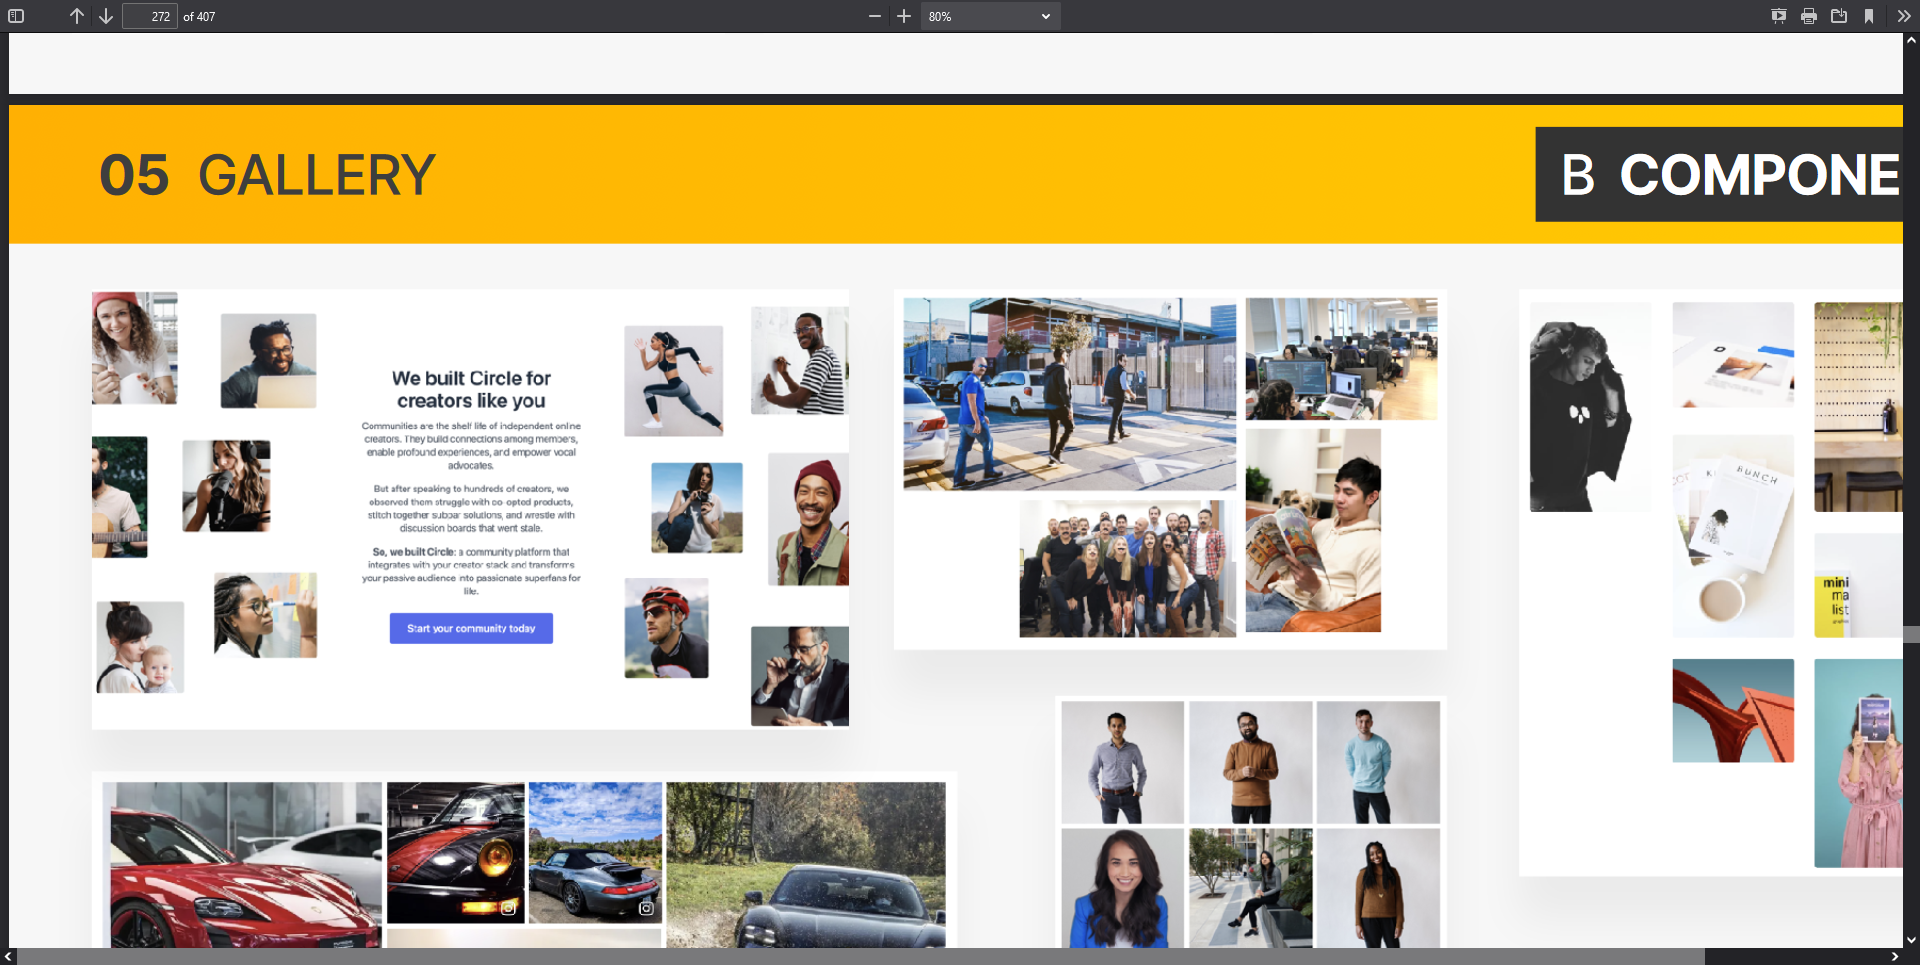 272 of 407
80%
05 GALLERY
B COMPONE
We built Circle for
creators like you
Communities are the shelf life of independent online
creators. They build connections among members,
enable profound experiences, and empower vocal
advocates.
But after speaking to hundreds of creators, we
observed them struggle with co-opted products,
stitch together subpar solutions, and wrestle with
discussion boards that went stale.
So, we built Circle: a community platform that
integrates with your creator stack and transforms
your passive audience into passionate superfans for
life.
Start your community today
BUNCH
mini
ma
list